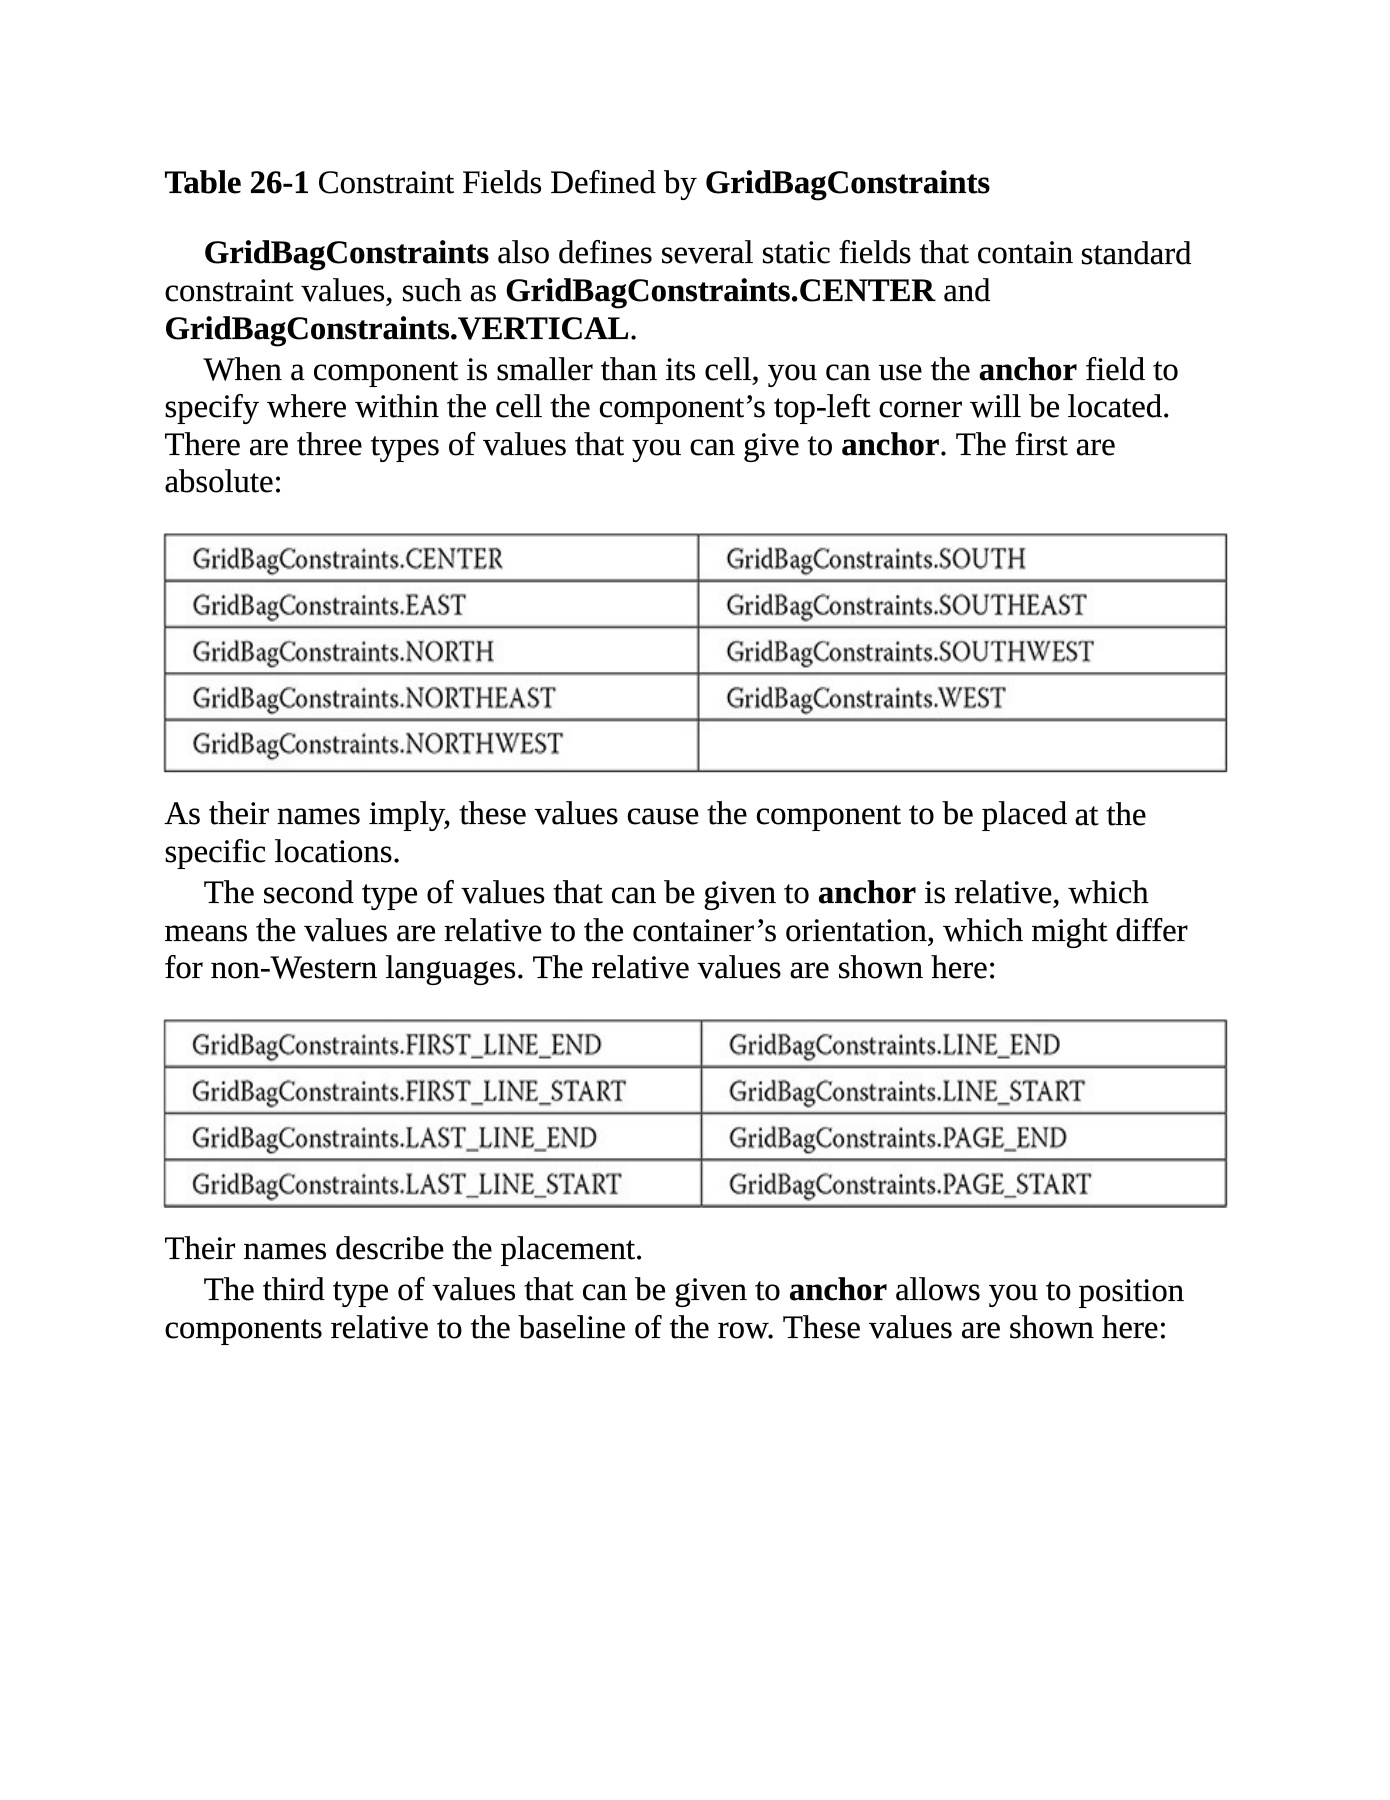 Table 26-1 Constraint Fields Defined by GridBagConstraints
GridBagConstraints also defines several static fields that contain standard
constraint values, such as GridBagConstraints.CENTER and
GridBagConstraints.VERTICAL.
When a component is smaller than its cell, you can use the anchor field to
specify where within the cell the component’s top-left corner will be located.
There are three types of values that you can give to anchor. The first are
absolute:
GridBagConstraints.CENTER GridBagConstraints.SOUTH
GridBagConstraints.EAST GridBagConstraints.SOUTHEAST
GridBagConstraints.NORTH GridBagConstraints.SOUTHWEST
GridBagConstraints.NORTHEAST GridBagConstraints.WEST
GridBagConstraints.NORTHWEST
As their names imply, these values cause the component to be placed at the
specific locations.
The second type of values that can be given to anchor is relative, which
means the values are relative to the container’s orientation, which might differ
for non-Western languages. The relative values are shown here:
GridBagConstraints.FIRST_LINE_END GridBagConstraints.LINE_END
GridBagConstraints.FIRST_LINE_START GridBagConstraints.LINE_START
GridBagConstraints.LAST_LINE_END GridBagConstraints.PAGE_END
GridBagConstraints.LAST_LINE_START GridBagConstraints.PAGE_START
Their names describe the placement.
The third type of values that can be given to anchor allows you to position
components relative to the baseline of the row. These values are shown here: